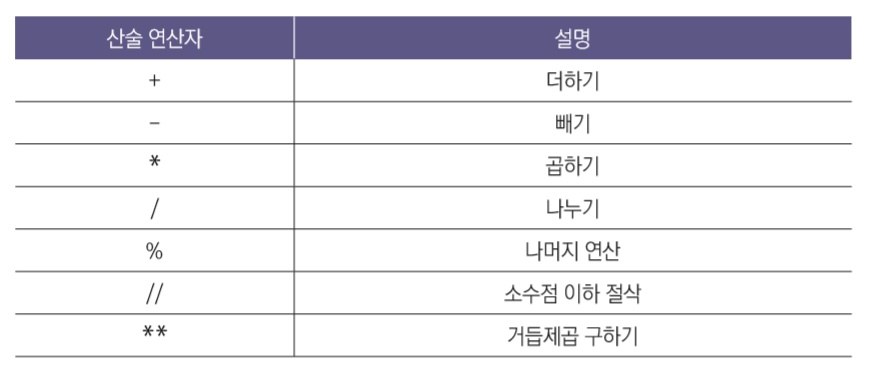 산술 연산자 설명
+ 더하기
− 빼기
* 곱하기
/ 나누기
% 나머지 연산
// 소수점 이하 절삭
** 거듭제곱 구하기